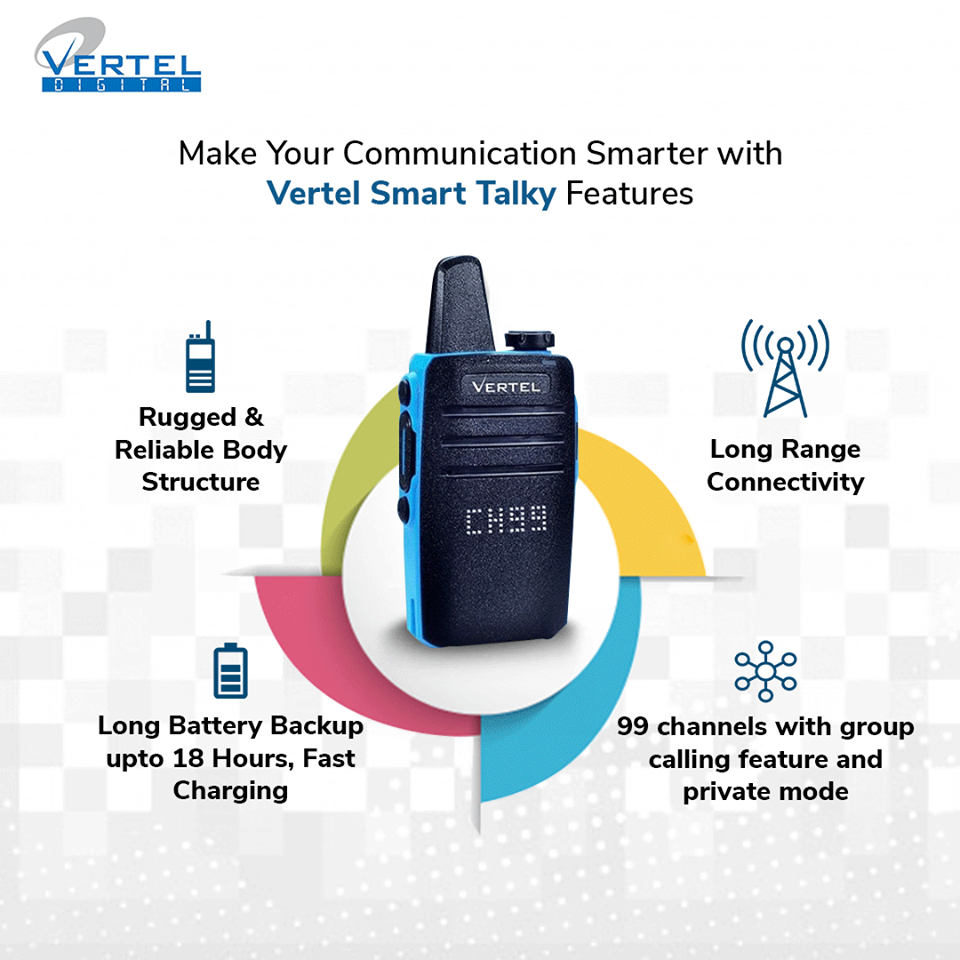 VERTEL
DIGITAL
Make Your Communication Smarter with
Vertel Smart Talky Features
VERTEL
CH99
Rugged &
Reliable Body
Structure
Long Range
Connectivity
Long Battery Backup
upto 18 Hours, Fast
Charging
99 channels with group
calling feature and
private mode